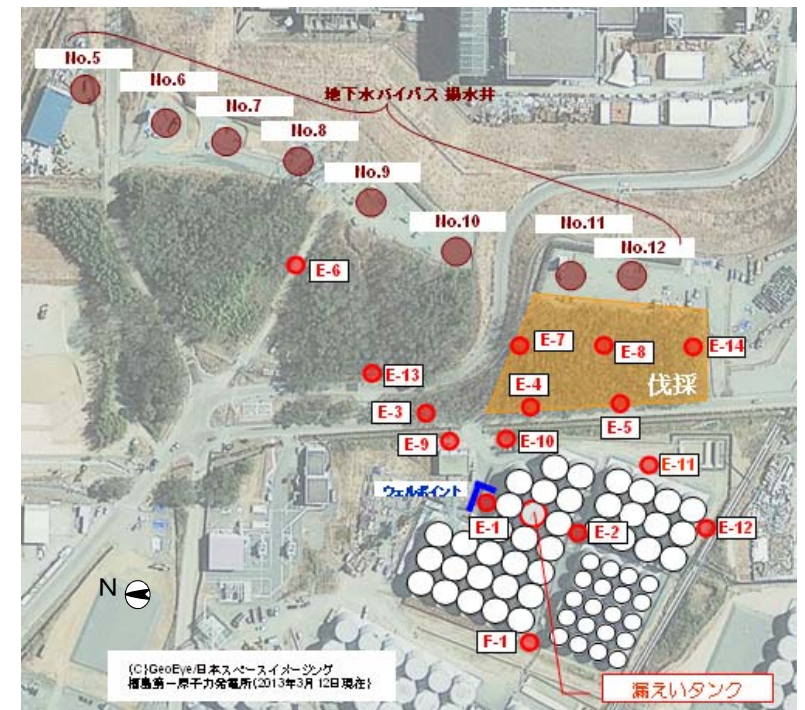 No.5
No.6
No.7
No.8
No.9
No.10
No.11
No.12
地下水バイパス 揚水井
E-6
E-7
E-8
E-14
E-13
E-4
伐採
E-3
E-5
E-9
E-10
E-11
ウェルポイント
E-1
E-2
E-12
N
F-1
(C)GeoEye/日本スペースイメージング
福島第一原子力発電所(2013年3月12日現在)
漏えいタンク